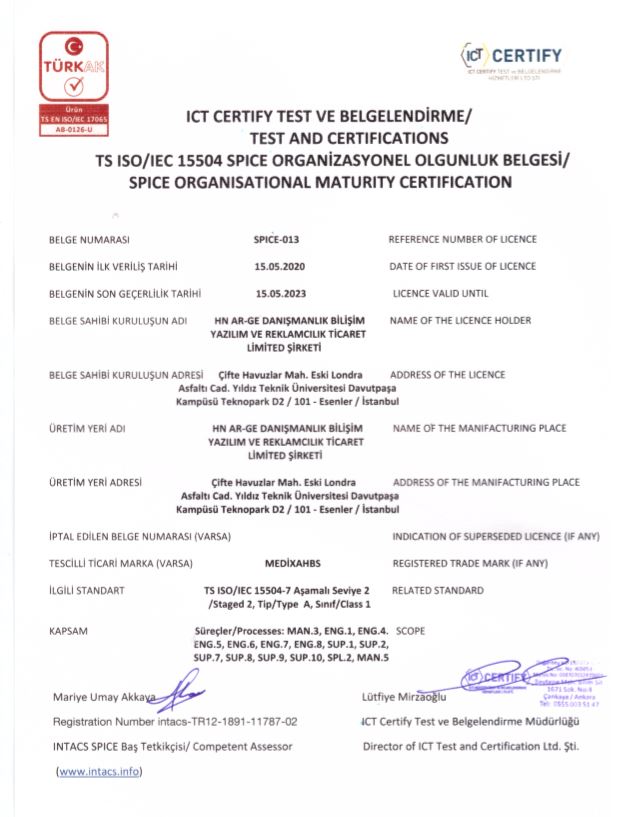 TÜRKAK
Ürün
TS EN ISO/IEC 17065
AB-0126-U
ICT CERTIFY
ICT CERTIFY TEST ve BELGELENDİRME
HİZMETLERİ LTD ŞTİ
ICT CERTIFY TEST VE BELGELENDİRME/
TEST AND CERTIFICATIONS
TS ISO/IEC 15504 SPICE ORGANİZASYONEL OLGUNLUK BELGESİ/
SPICE ORGANISATIONAL MATURITY CERTIFICATION
BELGE NUMARASI SPICE-013 REFERENCE NUMBER OF LICENCE
BELGENİN İLK VERİLİŞ TARİHİ 15.05.2020 DATE OF FIRST ISSUE OF LICENCE
BELGENİN SON GEÇERLİLİK TARİHİ 15.05.2023 LICENCE VALID UNTIL
BELGE SAHİBİ KURULUŞUN ADI HN AR-GE DANIŞMANLIK BİLİŞİM NAME OF THE LICENCE HOLDER
YAZILIM VE REKLAMCILIK TİCARET
LİMİTED ŞİRKETİ
BELGE SAHİBİ KURULUŞUN ADRESİ Çifte Havuzlar Mah. Eski Londra ADDRESS OF THE LICENCE
Asfaltı Cad. Yıldız Teknik Üniversitesi Davutpaşa
Kampüsü Teknopark D2 / 101 - Esenler / İstanbul
ÜRETİM YERİ ADI HN AR-GE DANIŞMANLIK BİLİŞİM NAME OF THE MANIFACTURING PLACE
YAZILIM VE REKLAMCILIK TİCARET
LİMİTED ŞİRKETİ
ÜRETİM YERİ ADRESİ Çifte Havuzlar Mah. Eski Londra ADDRESS OF THE MANIFACTURING PLACE
Asfaltı Cad. Yıldız Teknik Üniversitesi Davutpaşa
Kampüsü Teknopark D2 / 101 - Esenler / İstanbul
İPTAL EDİLEN BELGE NUMARASI (VARSA) INDICATION OF SUPERSEDED LICENCE (IF ANY)
TESCİLLİ TİCARİ MARKA (VARSA) MEDİXAHBS REGISTERED TRADE MARK (IF ANY)
İLGİLİ STANDART TS ISO/IEC 15504-7 Aşamalı Seviye 2 RELATED STANDARD
/Staged 2, Tip/Type A, Sınıf/Class 1
KAPSAM Süreçler/Processes: MAN.3, ENG.1, ENG.4. SCOPE
ENG.5, ENG.6, ENG.7, ENG.8, SUP.1, SUP.2,
SUP.7, SUP.8, SUP.9, SUP.10, SPL.2, MAN.5
ICT CERTIFY
1671 Sok. No:8
Çankaya / Ankara
Tel: 0555 003 51 47
Mariye Umay Akkaya Lütfiye Mirzaoğlu
Registration Number intacs-TR12-1891-11787-02 ICT Certify Test ve Belgelendirme Müdürlüğü
INTACS SPICE Baş Tetkikçisi/ Competent Assessor Director of ICT Test and Certification Ltd. Şti.
(www.intacs.info)